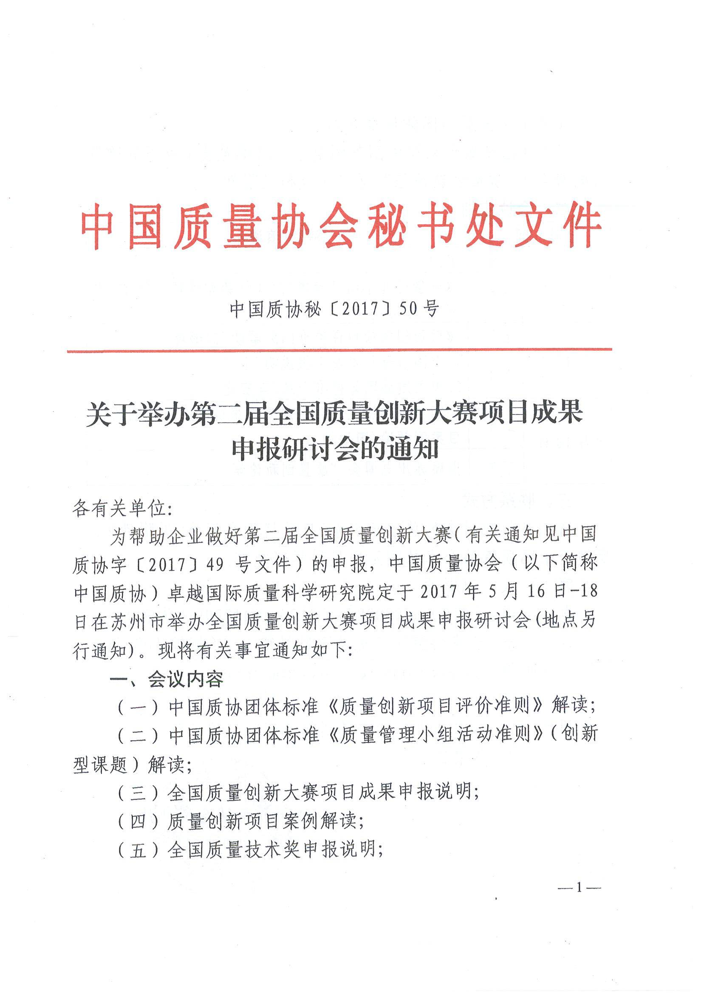 中国质量协会秘书处文件
中国质协秘〔2017〕50号
关于举办第二届全国质量创新大赛项目成果
申报研讨会的通知
各有关单位:
为帮助企业做好第二届全国质量创新大赛(有关通知见中国
质协字〔2017〕49 号文件)的申报, 中国质量协会(以下简称
中国质协)卓越国际质量科学研究院定于 2017 年 5 月 16 日-18
日在苏州市举办全国质量创新大赛项目成果申报研讨会(地点另
行通知)。现将有关事宜通知如下:
一、会议内容
(一)中国质协团体标准《质量创新项目评价准则》解读;
(二)中国质协团体标准《质量管理小组活动准则》(创新
型课题)解读;
(三)全国质量创新大赛项目成果申报说明;
(四)质量创新项目案例解读;
(五)全国质量技术奖申报说明;
—1—